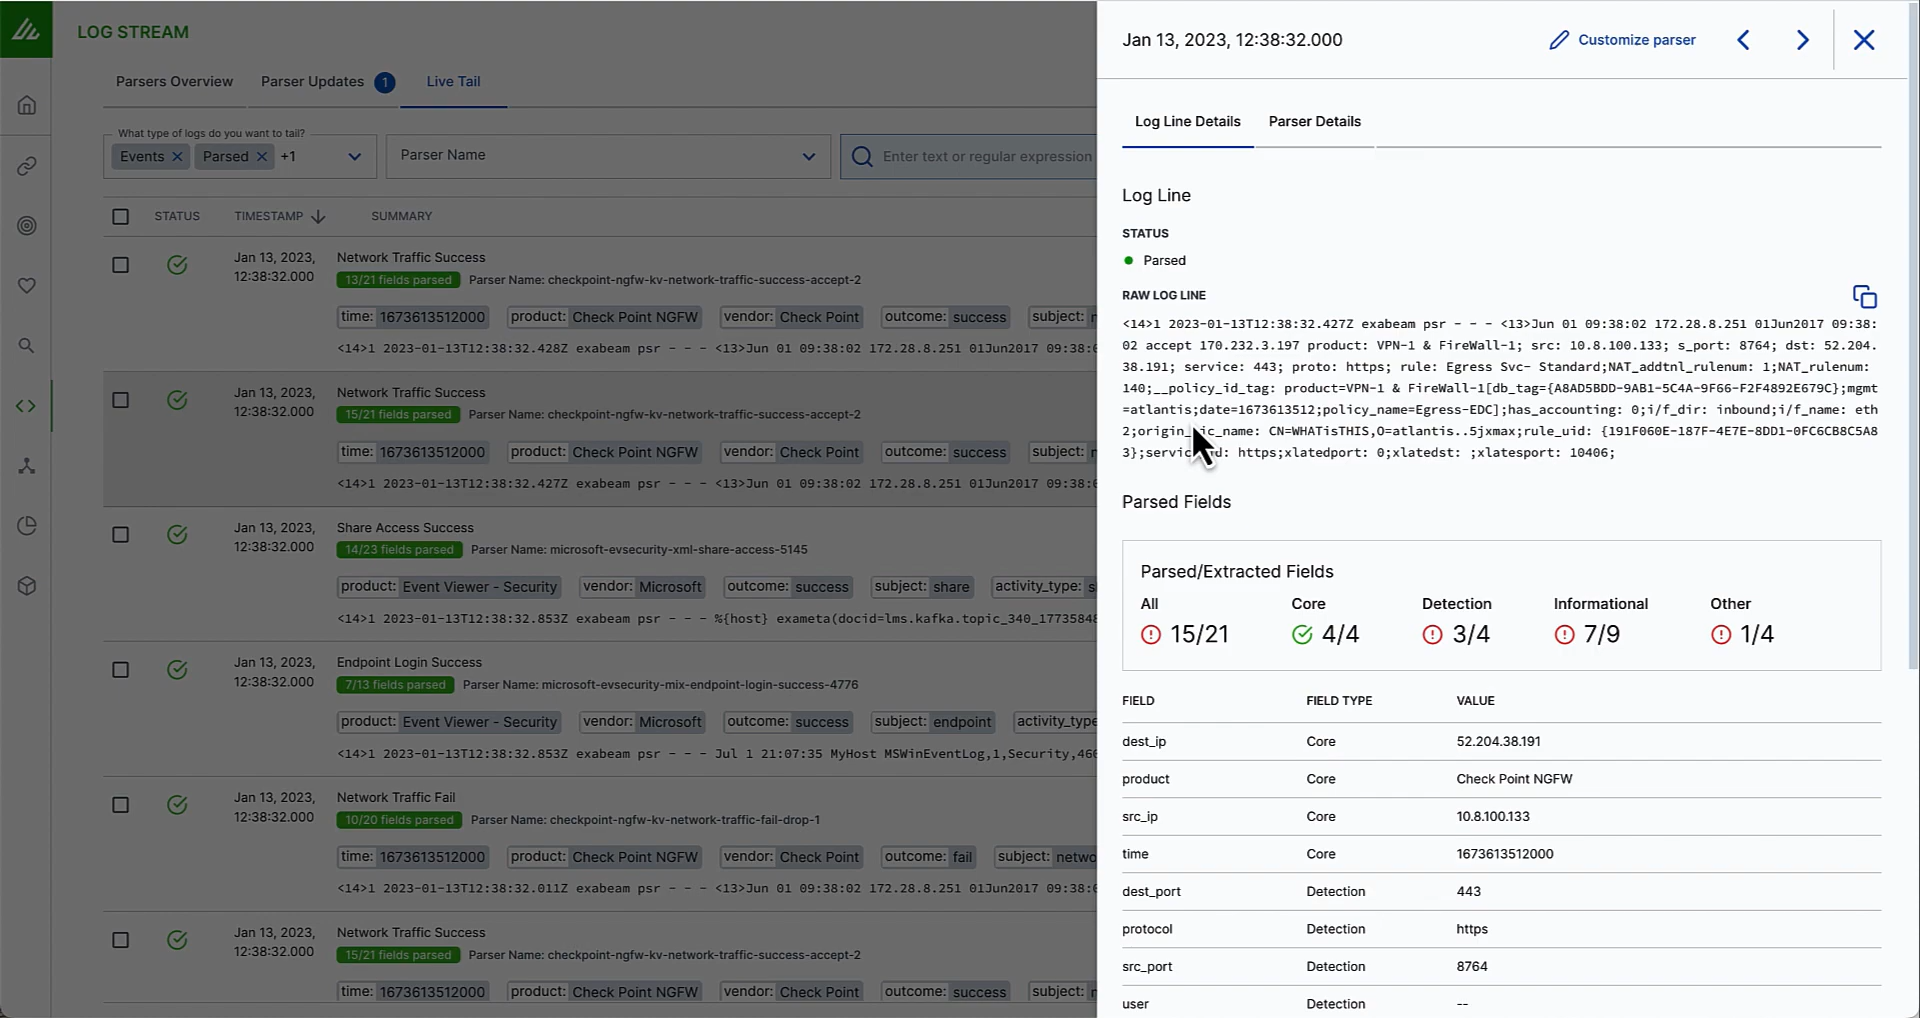 LOG STREAM
Parsers Overview
Parser Updates 1
Live Tail
What type of logs do you want to tail?
Events
Parsed
+1
Parser Name
Enter text or regular expression
STATUS
TIMESTAMP
SUMMARY
Jan 13, 2023,
12:38:32.000
Network Traffic Success
13/21 fields parsed Parser Name: checkpoint-ngfw-kv-network-traffic-success-accept-2
time: 1673613512000 product: Check Point NGFW vendor: Check Point outcome: success subject:
<14>1 2023-01-13T12:38:32.428Z exabeam psr - - - <13>Jun 01 09:38:02 172.28.8.251 01Jun2017 09:38:0
Jan 13, 2023,
12:38:32.000
Network Traffic Success
15/21 fields parsed Parser Name: checkpoint-ngfw-kv-network-traffic-success-accept-2
time: 1673613512000 product: Check Point NGFW vendor: Check Point outcome: success subject:
<14>1 2023-01-13T12:38:32.427Z exabeam psr - - - <13>Jun 01 09:38:02 172.28.8.251 01Jun2017 09:38:0
Jan 13, 2023,
12:38:32.000
Share Access Success
14/23 fields parsed Parser Name: microsoft-evsecurity-xml-share-access-5145
product: Event Viewer - Security vendor: Microsoft outcome: success subject: share activity_type: s
<14>1 2023-01-13T12:38:32.853Z exabeam psr - - - %{host} exameta(docid=lms.kafka.topic_340_17735848
Jan 13, 2023,
12:38:32.000
Endpoint Login Success
7/13 fields parsed Parser Name: microsoft-evsecurity-mix-endpoint-login-success-4776
product: Event Viewer - Security vendor: Microsoft outcome: success subject: endpoint activity_type
<14>1 2023-01-13T12:38:32.853Z exabeam psr - - - Jul 1 21:07:35 MyHost MSWinEventLog,1,Security,460
Jan 13, 2023,
12:38:32.000
Network Traffic Fail
10/20 fields parsed Parser Name: checkpoint-ngfw-kv-network-traffic-fail-drop-1
time: 1673613512000 product: Check Point NGFW vendor: Check Point outcome: fail subject: netwo
<14>1 2023-01-13T12:38:32.011Z exabeam psr - - - <13>Jun 01 09:38:02 172.28.8.251 01Jun2017 09:38:0
Jan 13, 2023,
12:38:32.000
Network Traffic Success
15/21 fields parsed Parser Name: checkpoint-ngfw-kv-network-traffic-success-accept-2
time: 1673613512000 product: Check Point NGFW vendor: Check Point outcome: success subject:
Jan 13, 2023, 12:38:32.000
Customize parser
Log Line Details
Parser Details
Log Line
STATUS
Parsed
RAW LOG LINE
<14>1 2023-01-13T12:38:32.427Z exabeam psr - - - <13>Jun 01 09:38:02 172.28.8.251 01Jun2017 09:38:
02 accept 170.232.3.197 product: VPN-1 & FireWall-1; src: 10.8.100.133; s_port: 8764; dst: 52.204.
38.191; service: 443; proto: https; rule: Egress Svc- Standard;NAT_addtnl_rulenum: 1;NAT_rulenum:
140;__policy_id_tag: product=VPN-1 & FireWall-1[db_tag={A8AD5BDD-9AB1-5C4A-9F66-F2F4892E679C};mgmt
=atlantis;date=1673613512;policy_name=Egress-EDC];has_accounting: 0;i/f_dir: inbound;i/f_name: eth
2;origin_ ic_name: CN=WHATisTHIS,O=atlantis..5jxmax;rule_uid: {191F060E-187F-4E7E-8DD1-0FC6CB8C5A8
3};servic d: https;xlatedport: 0;xlatedst: ;xlatesport: 10406;
Parsed Fields
Parsed/Extracted Fields
All Core Detection Informational Other
15/21 4/4 3/4 7/9 1/4
FIELD FIELD TYPE VALUE
dest_ip Core 52.204.38.191
product Core Check Point NGFW
src_ip Core 10.8.100.133
time Core 1673613512000
dest_port Detection 443
protocol Detection https
src_port Detection 8764
user Detection --